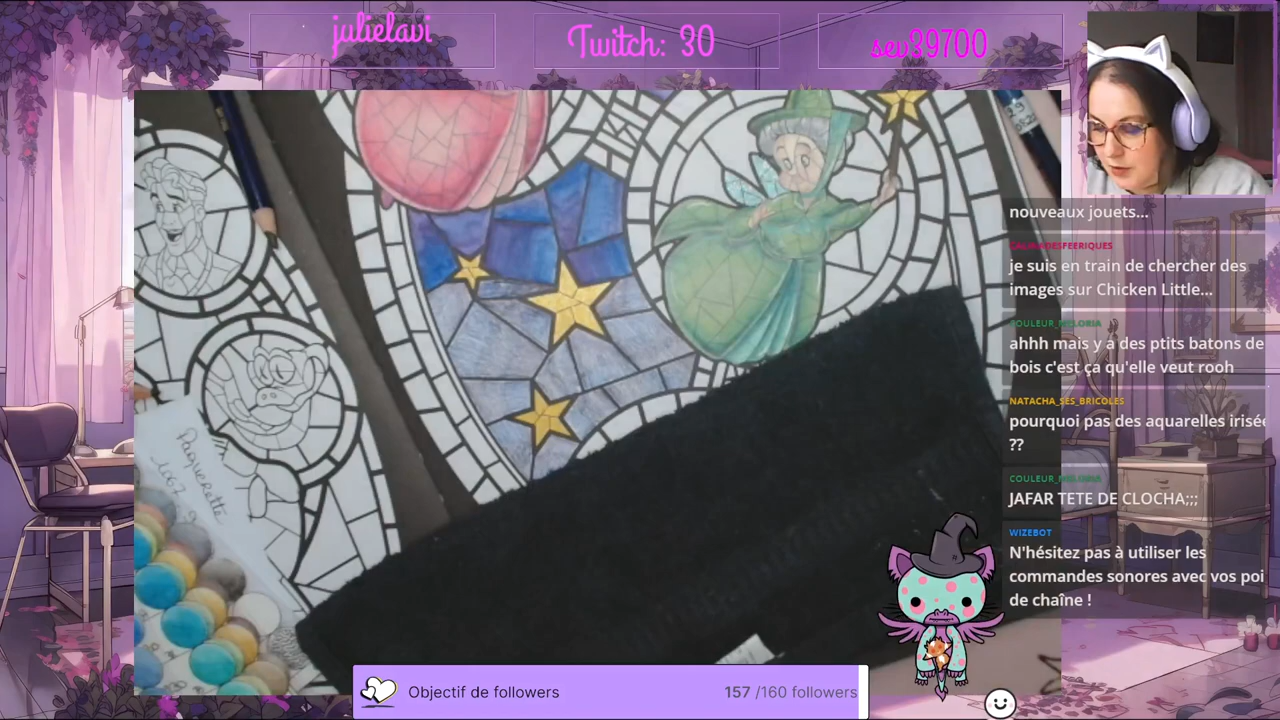 julielavi
Twitch: 30
sev39700
nouveaux jouets...
je suis en train de chercher des
images sur Chicken Little...
ahhh mais y a des ptits batons de
bois c'est ça qu'elle veut rooh
NATACHA_SES_BRICOLES
pourquoi pas des aquarelles irisé
??
JAFAR TETE DE CLOCHA;;;
WIZEBOT
N'hésitez pas à utiliser les
commandes sonores avec vos poi
de chaîne !
Paquerette
Objectif de followers
157 /160 followers